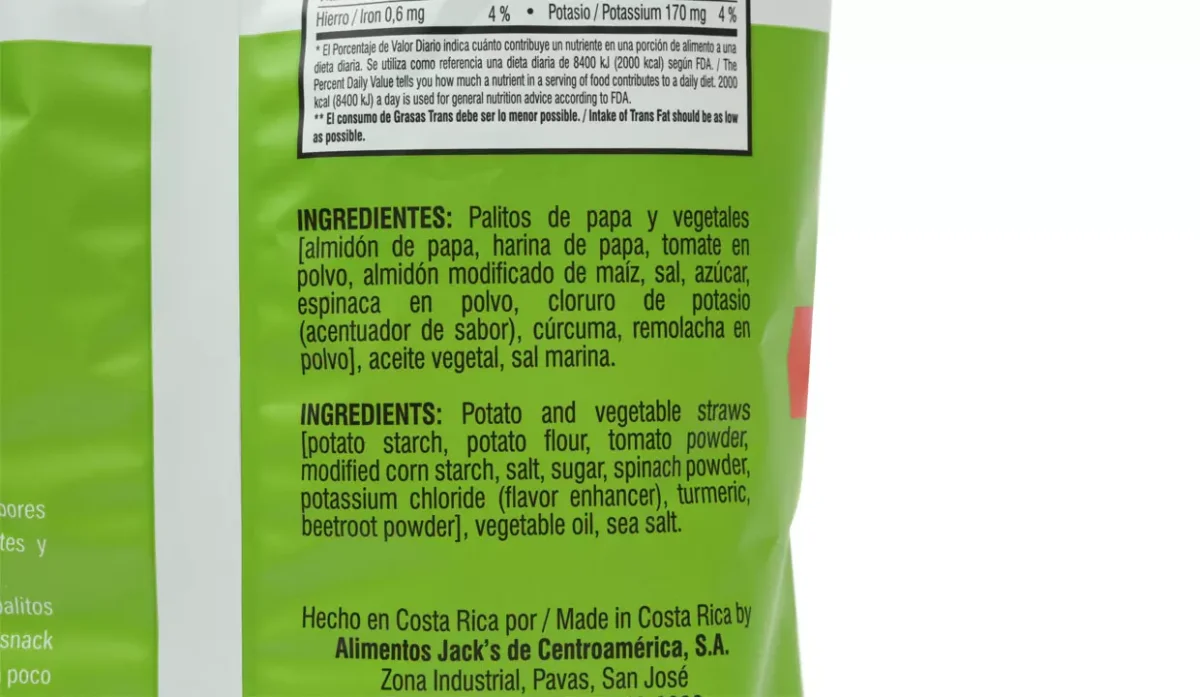 Hierro / Iron 0,6 mg 4 % • Potasio / Potassium 170 mg 4 %
* El Porcentaje de Valor Diario indica cuánto contribuye un nutriente en una porción de alimento a una
dieta diaria. Se utiliza como referencia una dieta diaria de 8400 kJ (2000 kcal) según FDA. / The
Percent Daily Value tells you how much a nutrient in a serving of food contributes to a daily diet. 2000
kcal (8400 kJ) a day is used for general nutrition advice according to FDA.
** El consumo de Grasas Trans debe ser lo menor possible. / Intake of Trans Fat should be as low
as possible.
INGREDIENTES: Palitos de papa y vegetales
[almidón de papa, harina de papa, tomate en
polvo, almidón modificado de maíz, sal, azúcar,
espinaca en polvo, cloruro de potasio
(acentuador de sabor), cúrcuma, remolacha en
polvo], aceite vegetal, sal marina.
INGREDIENTS: Potato and vegetable straws
[potato starch, potato flour, tomato powder,
modified corn starch, salt, sugar, spinach powder,
potassium chloride (flavor enhancer), turmeric,
beetroot powder], vegetable oil, sea salt.
Hecho en Costa Rica por / Made in Costa Rica by
Alimentos Jack's de Centroamérica, S.A.
Zona Industrial, Pavas, San José
tes y
palitos
snack
poco